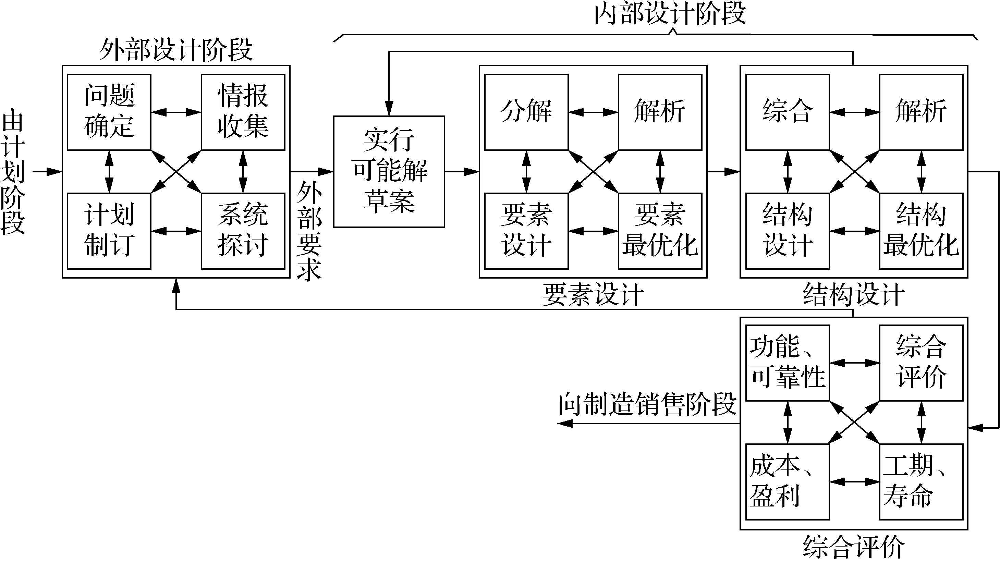 内部设计阶段
外部设计阶段
由计划阶段
问题
确定
情报
收集
计划
制订
系统
探讨
外部要求
实行
可能解
草案
分解
解析
要素
设计
要素
最优化
要素设计
综合
解析
结构
设计
结构
最优化
结构设计
功能、
可靠性
综合
评价
成本、
盈利
工期、
寿命
综合评价
向制造销售阶段